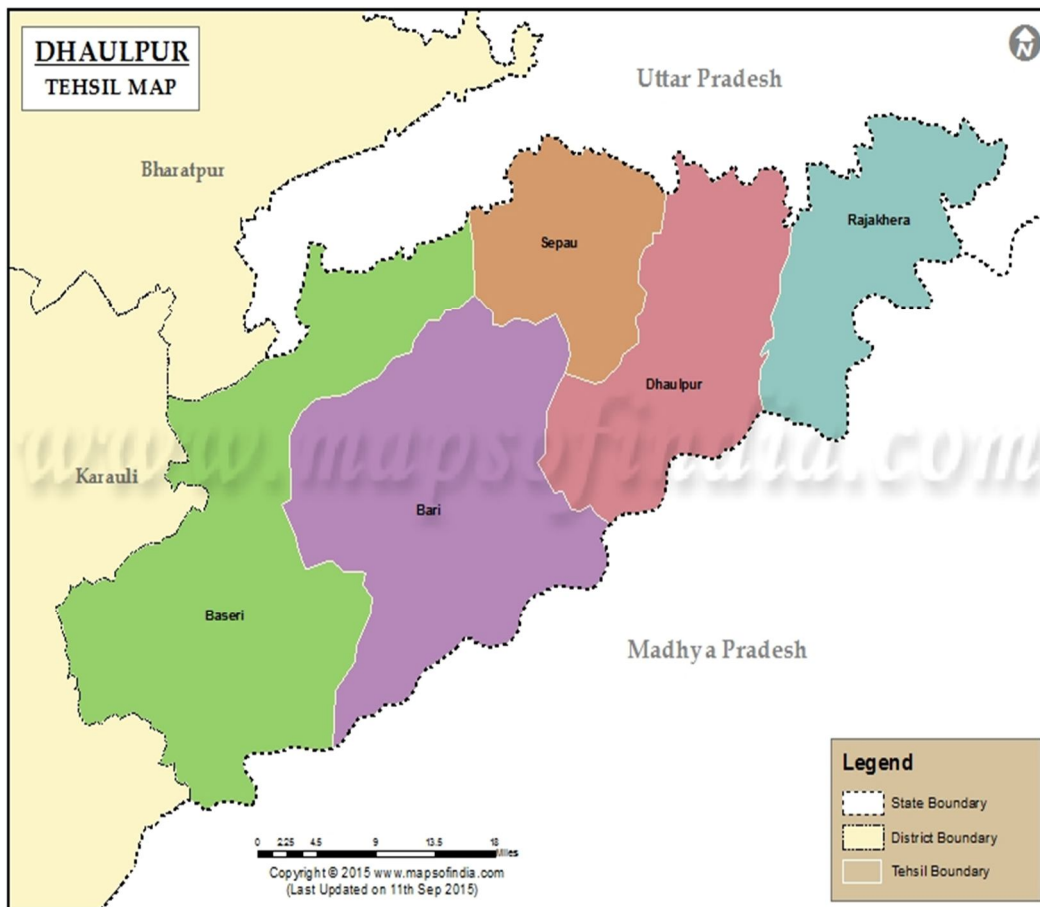 DHAULPUR
TEHSIL MAP
N
Uttar Pradesh
Bharatpur
Rajakhera
Sepau
Dhaulpur
www.mapsofindia.com
Karauli
Bari
Baseri
Madhya Pradesh
Legend
State Boundary
District Boundary
Tehsil Boundary
0 2.25 4.5 9 13.5 18
Miles
Copyright © 2015 www.mapsofindia.com
(Last Updated on 11th Sep 2015)